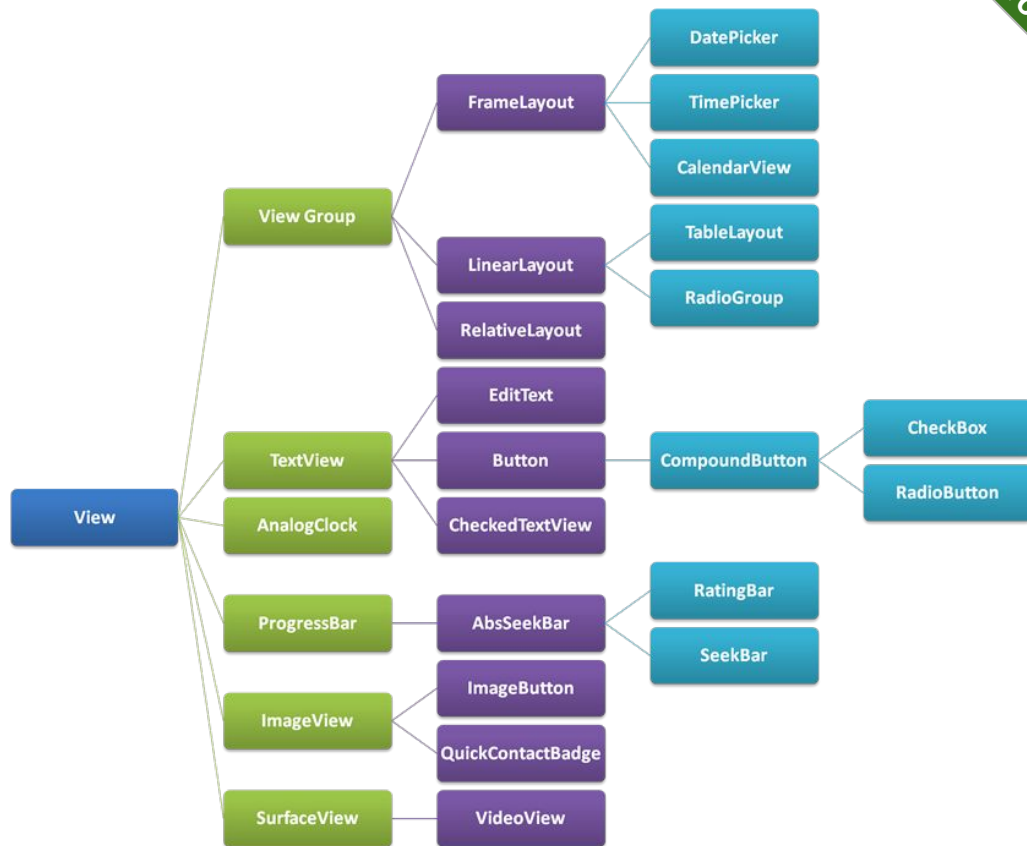 DatePicker
FrameLayout
TimePicker
CalendarView
View Group
TableLayout
LinearLayout
RadioGroup
RelativeLayout
EditText
CheckBox
TextView
Button
CompoundButton
RadioButton
View
AnalogClock
CheckedTextView
RatingBar
ProgressBar
AbsSeekBar
SeekBar
ImageButton
ImageView
QuickContactBadge
SurfaceView
VideoView